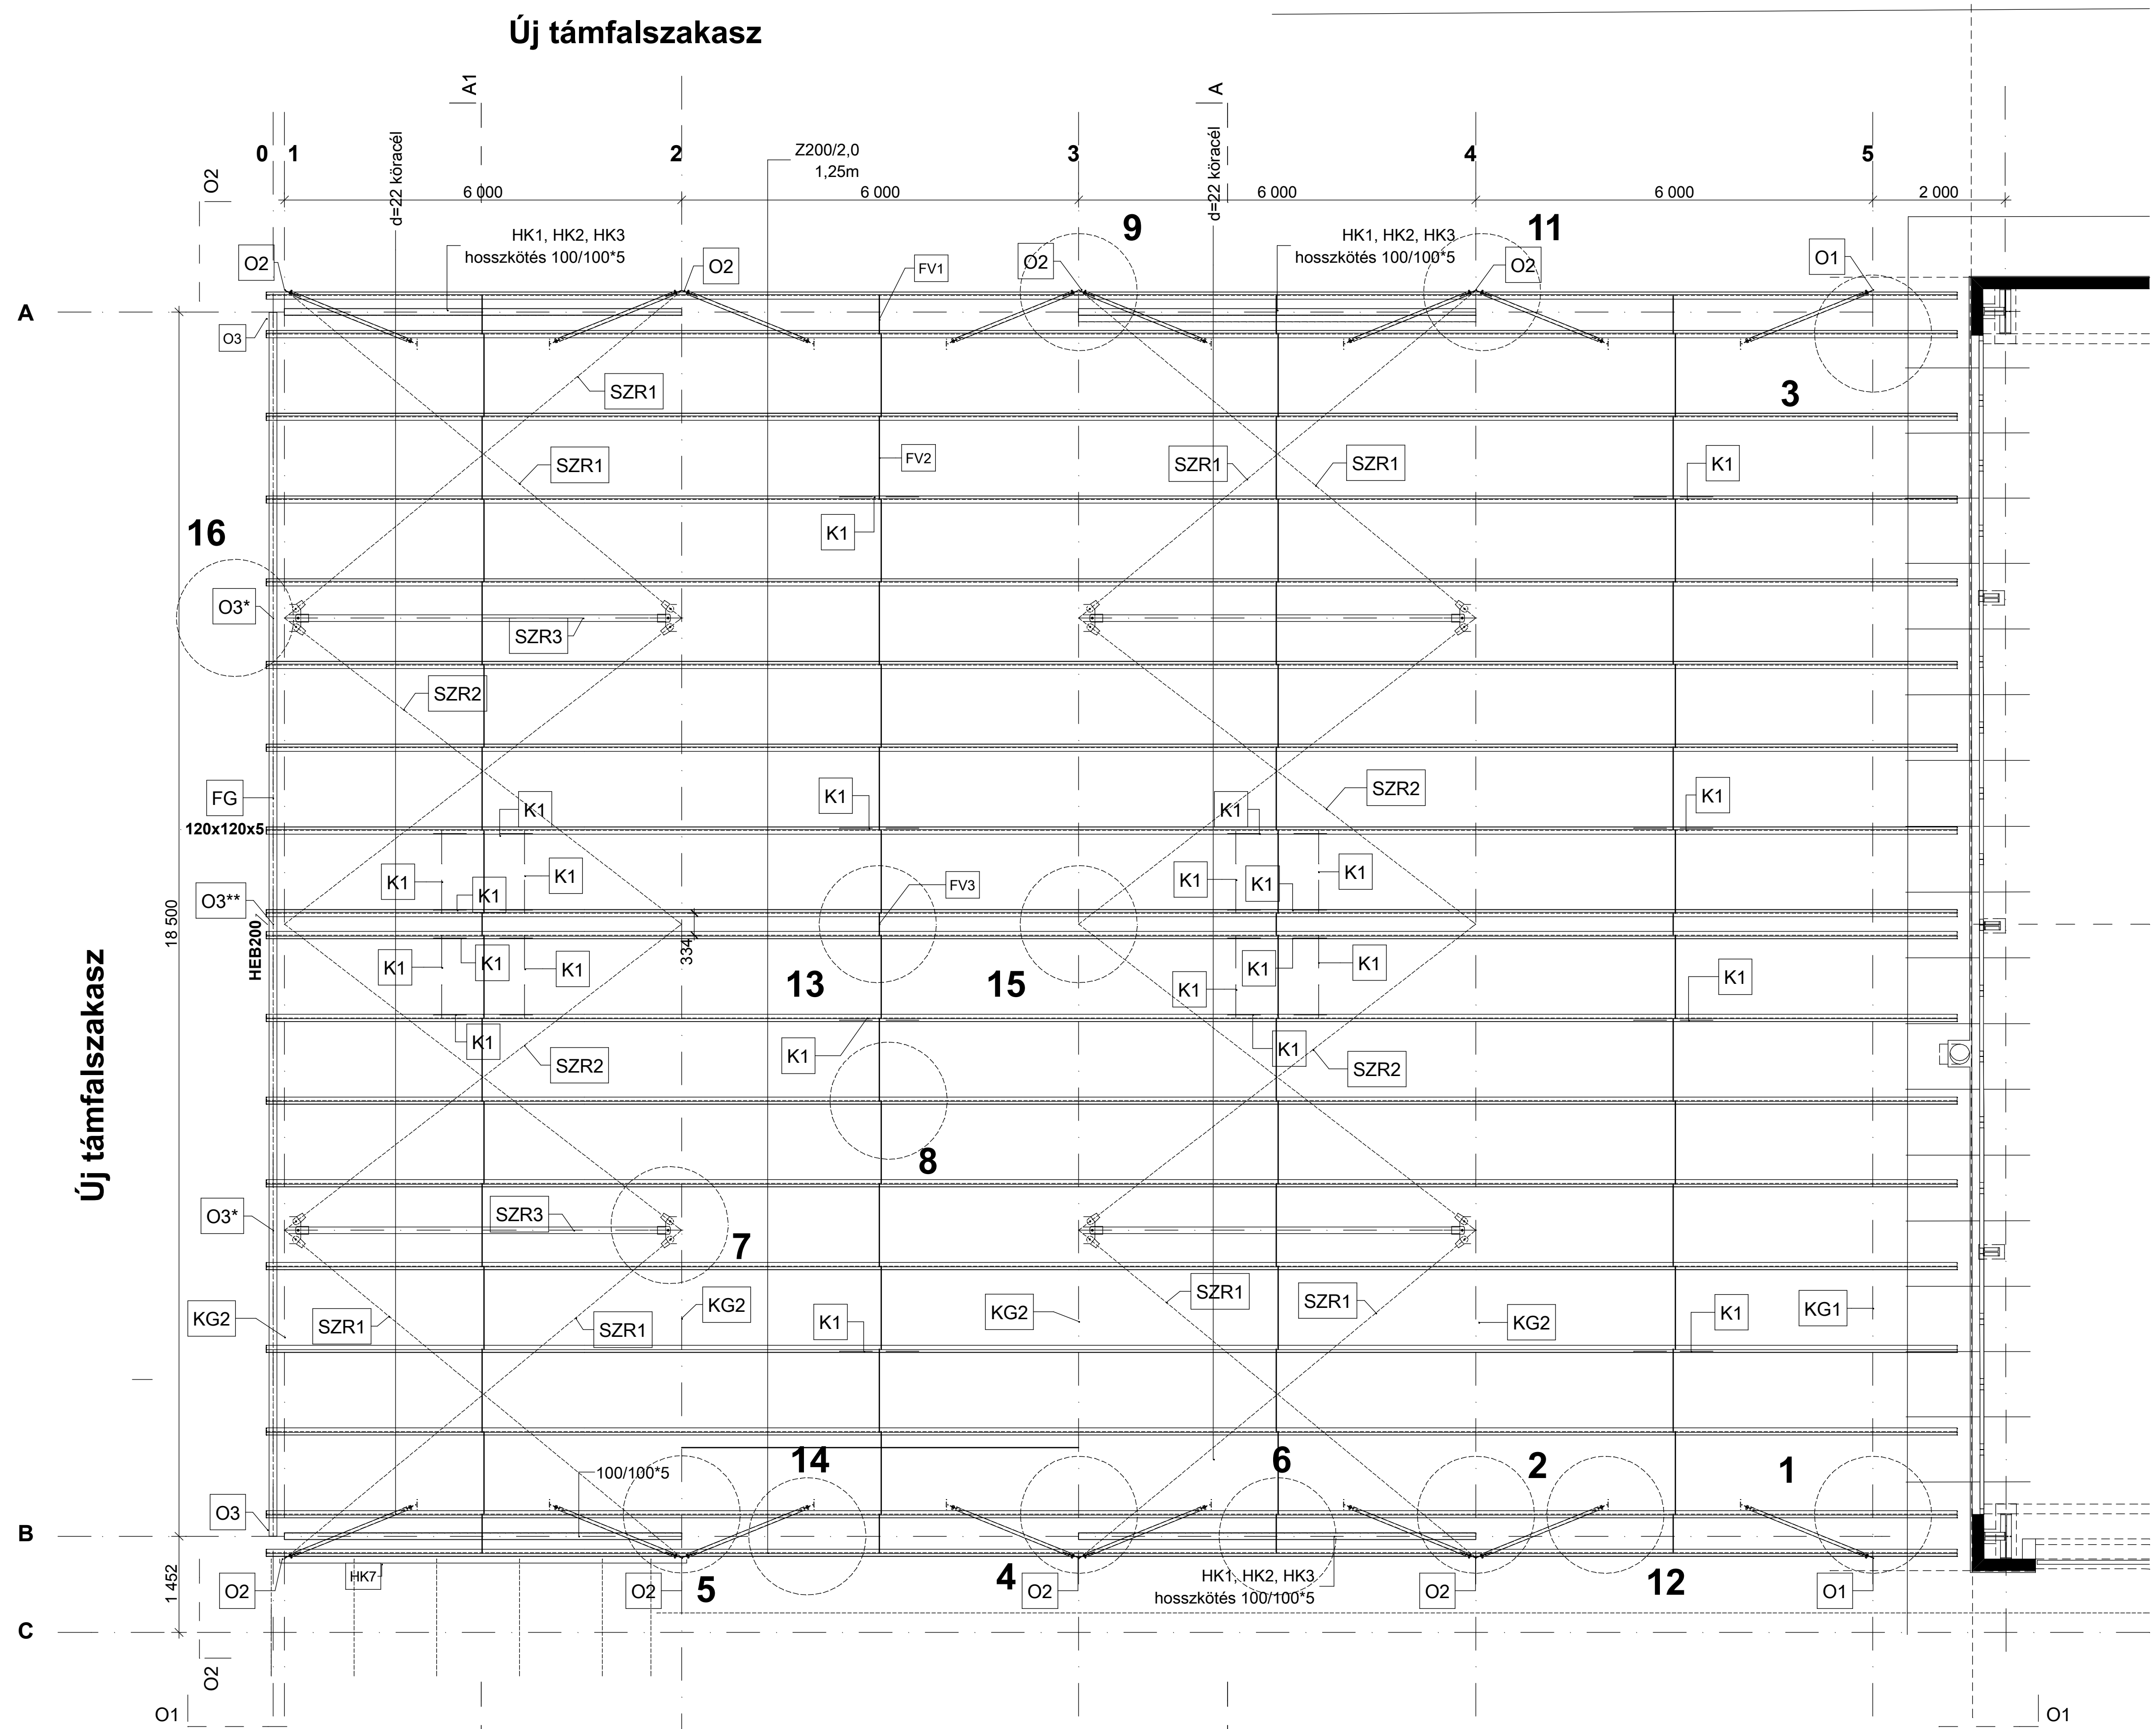 Új támfalszakasz
A1
A
O2
0
1
2
3
4
5
d=22 köracél
Z200/2,0
1,25m
d=22 köracél
6 000
6 000
6 000
6 000
2 000
9
11
HK1, HK2, HK3
hosszkötés 100/100*5
HK1, HK2, HK3
hosszkötés 100/100*5
O2
O2
FV1
O2
O2
O1
A
O3
SZR1
3
SZR1
FV2
SZR1
SZR1
K1
K1
16
O3*
SZR3
SZR2
FG
120x120x5
K1
K1
K1
SZR2
K1
K1
K1
K1
K1
K1
K1
FV3
O3**
HEB200
18 500
334
K1
K1
K1
K1
K1
K1
K1
13
15
K1
K1
K1
K1
SZR2
SZR2
Új támfalszakasz
8
O3*
SZR3
7
KG2
SZR1
SZR1
KG2
K1
KG2
SZR1
SZR1
KG2
K1
KG1
14
6
2
1
100/100*5
O3
B
1 452
O2
HK7
O2
5
4
O2
HK1, HK2, HK3
hosszkötés 100/100*5
O2
12
O1
C
O2
O1
O1